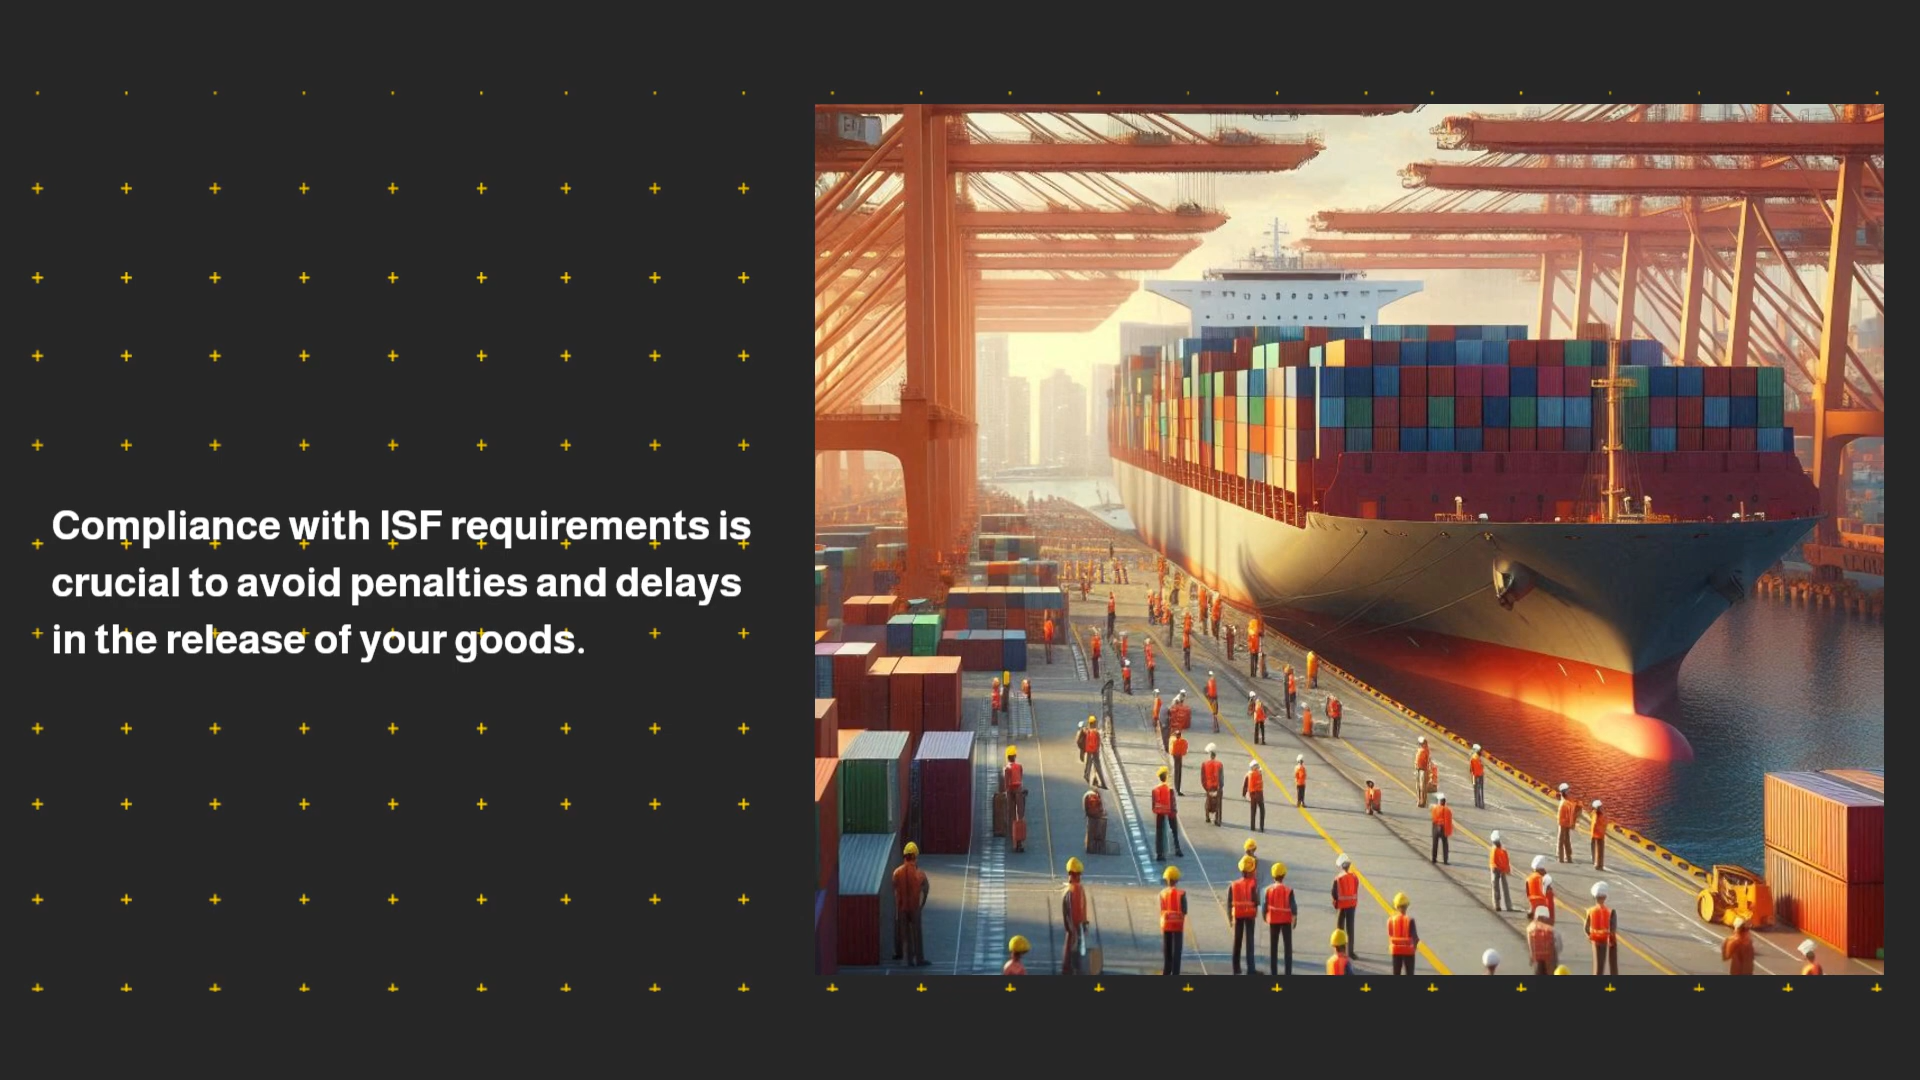 Compliance with ISF requirements is
crucial to avoid penalties and delays
in the release of your goods.